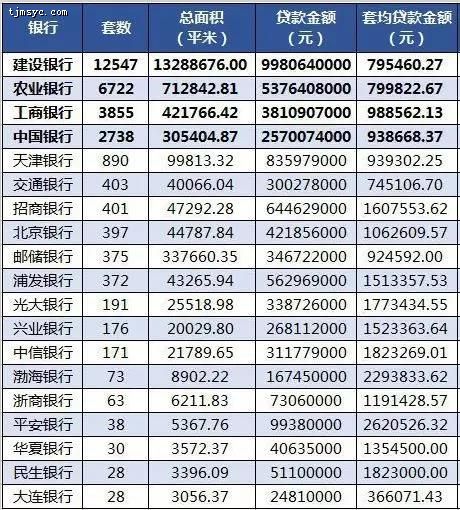 tjmsyc.com
银行 套数 总面积 贷款金额 套均贷款金额
（平米） （元） （元）
建设银行 12547 13288676.00 9980640000 795460.27
农业银行 6722 712842.81 5376408000 799822.67
工商银行 3855 421766.42 3810907000 988562.13
中国银行 2738 305404.87 2570074000 938668.37
天津银行 890 99813.32 835979000 939302.25
交通银行 403 40066.04 300278000 745106.70
招商银行 401 47292.28 644629000 1607553.62
北京银行 397 44787.84 421856000 1062609.57
邮储银行 375 337660.35 346722000 924592.00
浦发银行 372 43265.94 562969000 1513357.53
光大银行 191 25518.98 338726000 1773434.55
兴业银行 176 20029.80 268112000 1523363.64
中信银行 171 21789.65 311779000 1823269.01
渤海银行 73 8902.22 167450000 2293833.62
浙商银行 63 6211.83 73060000 1191428.57
平安银行 38 5367.76 99380000 2620526.32
华夏银行 30 3572.37 40635000 1354500.00
民生银行 28 3396.09 51100000 1823000.00
大连银行 28 3056.37 24810000 366071.43